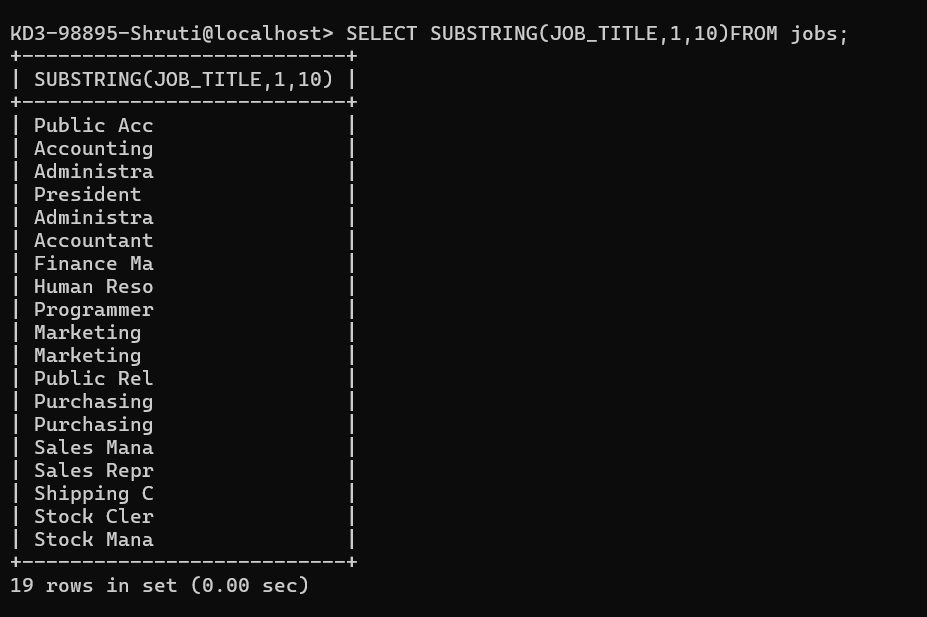 KD3-98895-Shruti@localhost> SELECT SUBSTRING(JOB_TITLE,1,10)FROM jobs;
+---------------------------+
| SUBSTRING(JOB_TITLE,1,10) |
+---------------------------+
| Public Acc                |
| Accounting                |
| Administra                |
| President                 |
| Administra                |
| Accountant                |
| Finance Ma                |
| Human Reso                |
| Programmer                |
| Marketing                 |
| Marketing                 |
| Public Rel                |
| Purchasing                |
| Purchasing                |
| Sales Mana                |
| Sales Repr                |
| Shipping C                |
| Stock Cler                |
| Stock Mana                |
+---------------------------+
19 rows in set (0.00 sec)